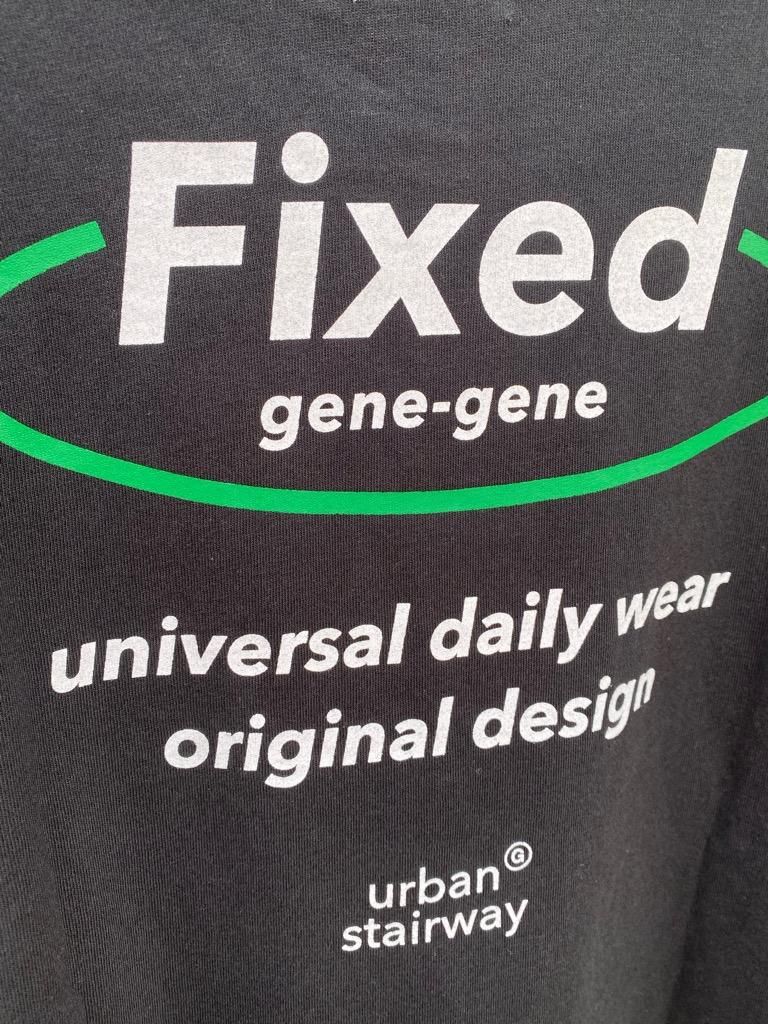 Fixed
gene-gene
universal daily wear
original design
urban Ⓖ
stairway